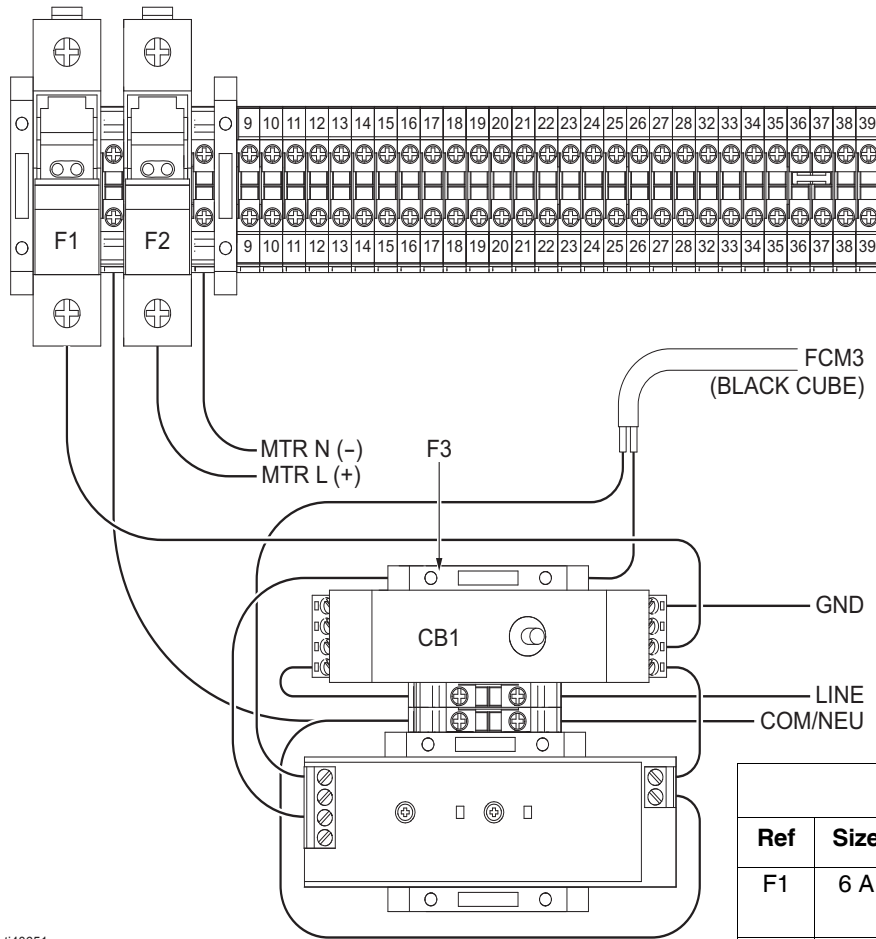 9 10 11 12 13 14 15 16 17 18 19 20 21 22 23 24 25 26 27 28 32 33 34 35 36 37 38 39
F1 F2
9 10 11 12 13 14 15 16 17 18 19 20 21 22 23 24 25 26 27 28 32 33 34 35 36 37 38 39
FCM3
(BLACK CUBE)
MTR N (-)
F3
MTR L (+)
GND
CB1
LINE
COM/NEU
Ref Size
F1 6 A